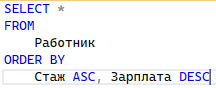 SELECT *
FROM
Работник
ORDER BY
Стаж ASC, Зарплата DESC